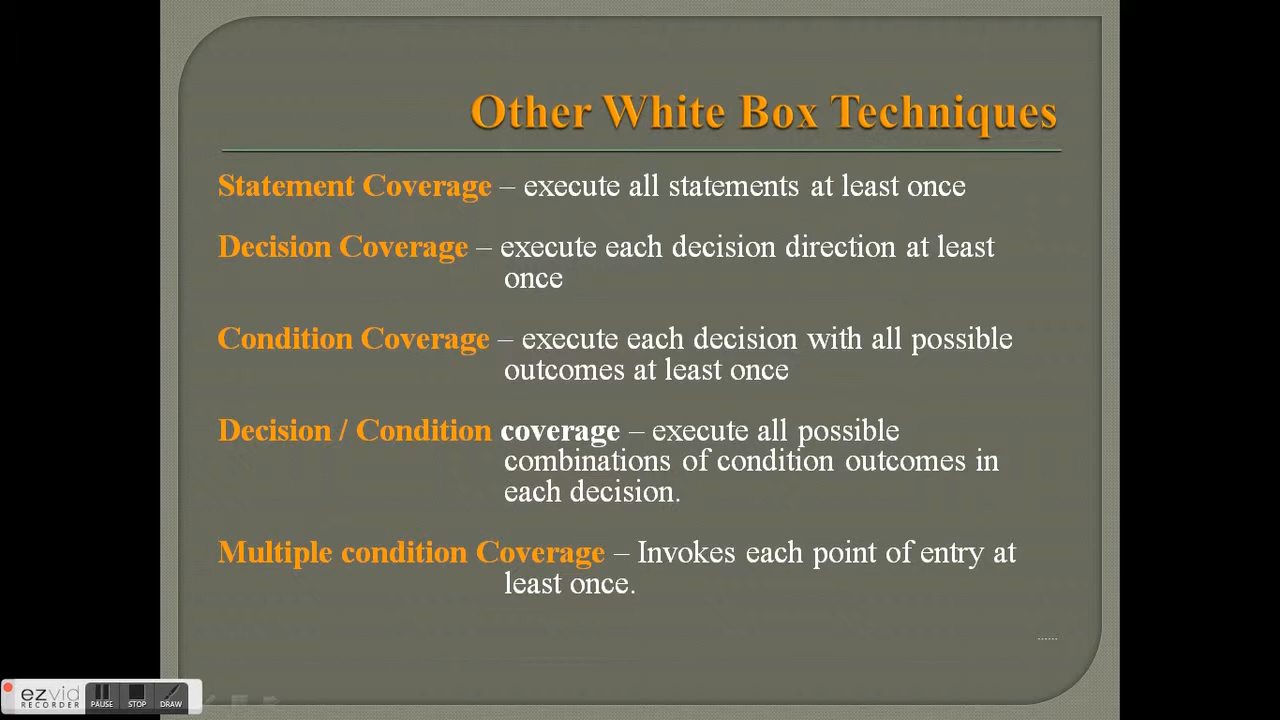 Other White Box Techniques
Statement Coverage – execute all statements at least once
Decision Coverage – execute each decision direction at least
once
Condition Coverage – execute each decision with all possible
outcomes at least once
Decision / Condition coverage – execute all possible
combinations of condition outcomes in
each decision.
Multiple condition Coverage – Invokes each point of entry at
least once.
......
ezvid
RECORDER
PAUSE STOP DRAW